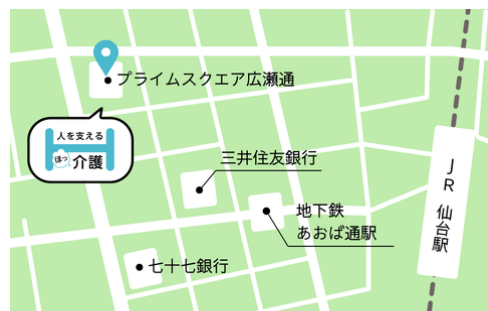 プライムスクエア広瀬通
人を支える
ほっ
介護
三井住友銀行
地下鉄
あおば通駅
七十七銀行
JR 仙台駅